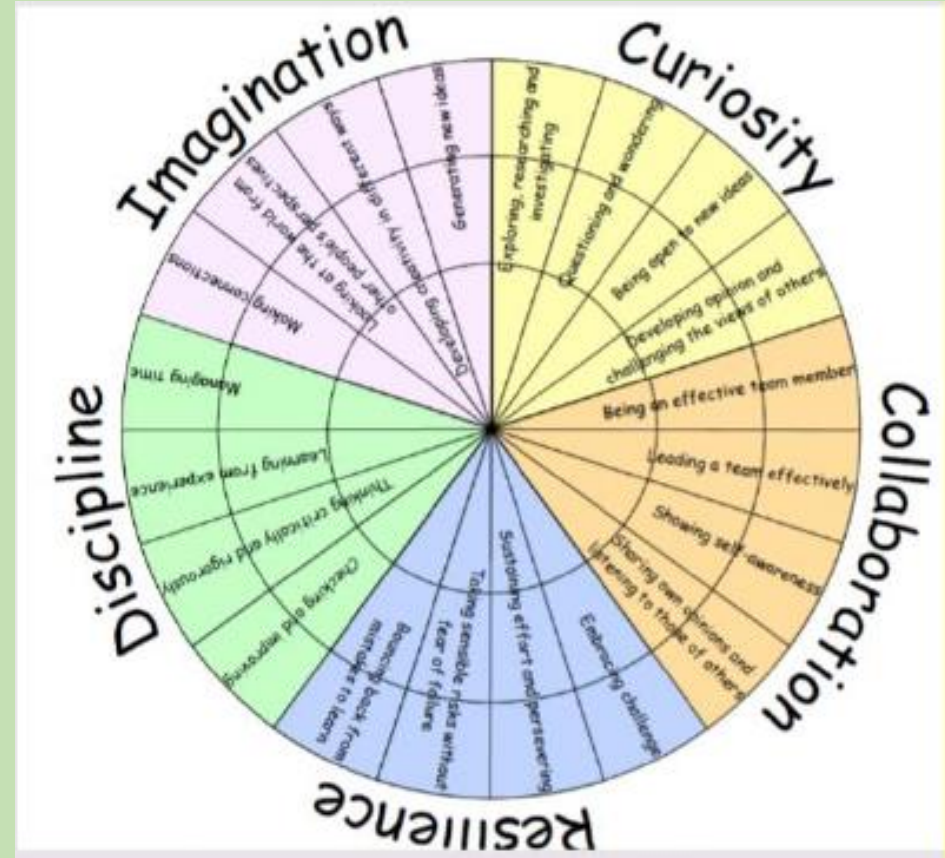 Imagination
Curiosity
Collaboration
Resilience
Discipline
Exploring, researching and
investigating
Questioning and wondering
Being open to new ideas
Developing opinion and
challenging the views of others
Being an effective team member
Leading a team effectively
Showing self-awareness
Sharing own opinions and
listening to those of others
Embracing challenge
Sustaining effort and persevering
Taking sensible risks without
fear of failure
Bouncing back from
mistakes to learn
Checking and improving
Thinking critically and rigorously
Learning from experience
Managing time
Making connections
Looking at the world from
other people's perspectives
Developing creativity in different ways
Generating new ideas